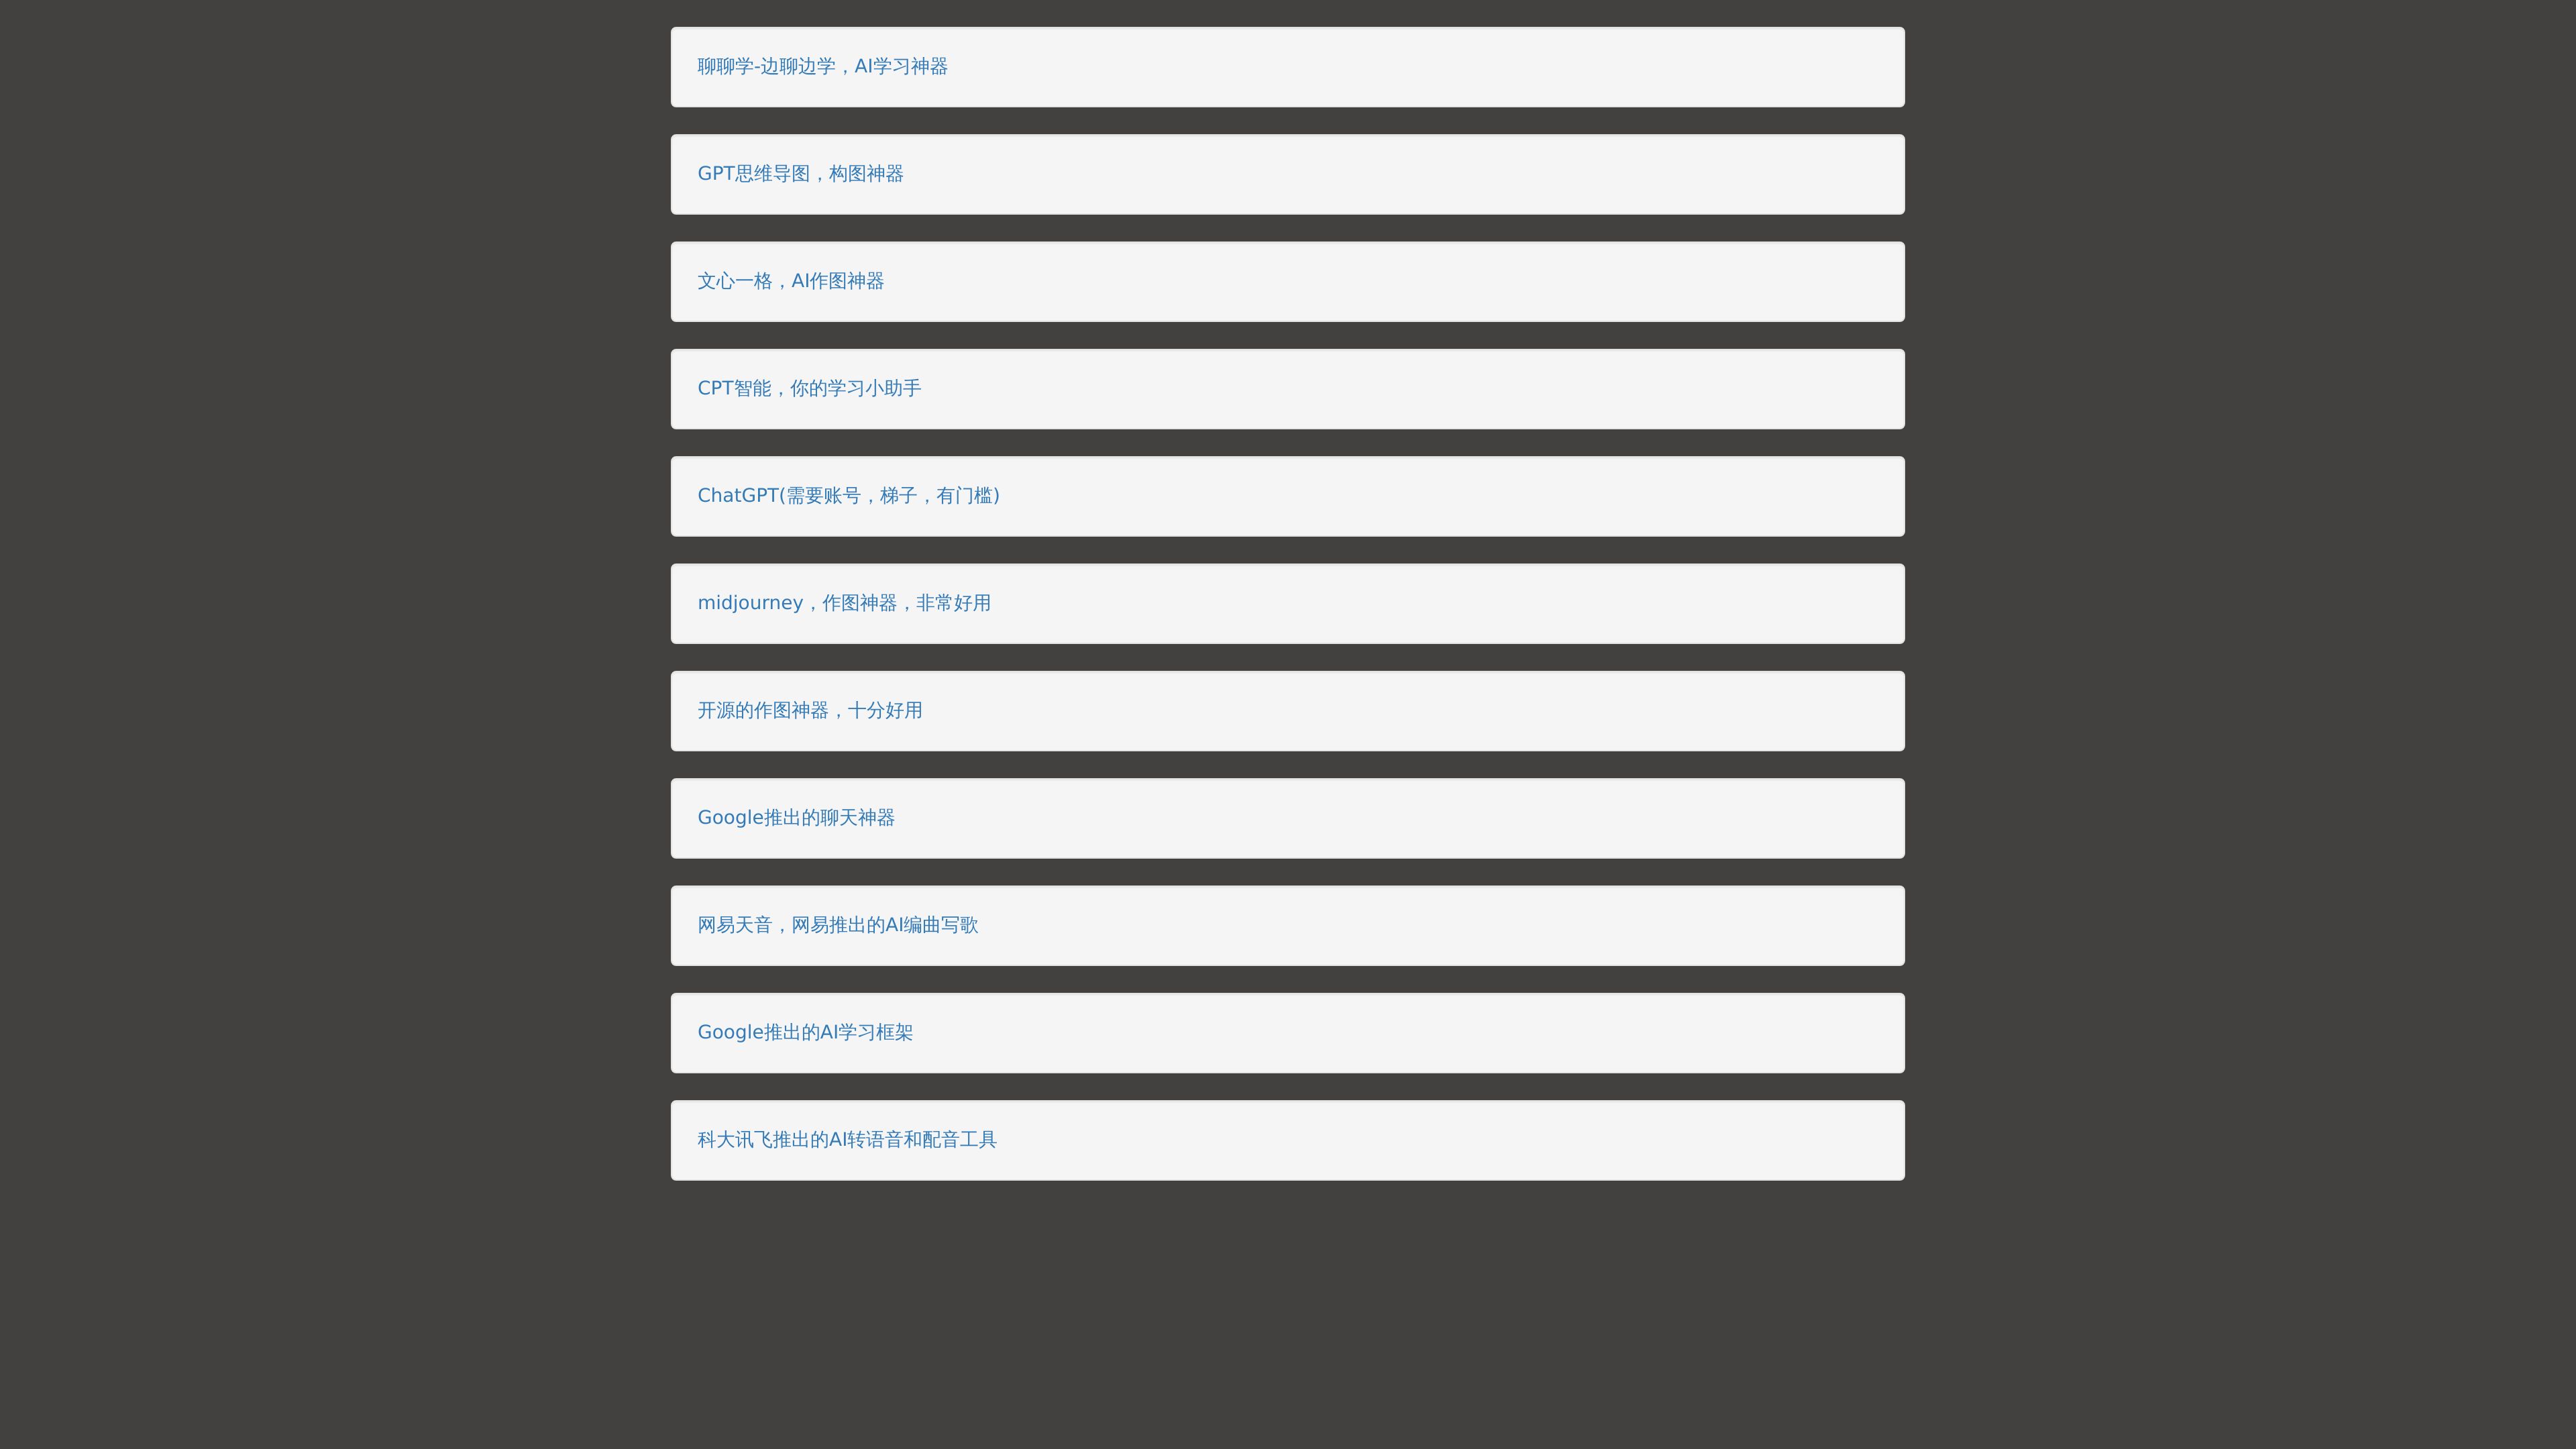 聊聊学-边聊边学，AI学习神器
GPT思维导图，构图神器
文心一格，AI作图神器
CPT智能，你的学习小助手
ChatGPT(需要账号，梯子，有门槛)
midjourney，作图神器，非常好用
开源的作图神器，十分好用
Google推出的聊天神器
网易天音，网易推出的AI编曲写歌
Google推出的AI学习框架
科大讯飞推出的AI转语音和配音工具